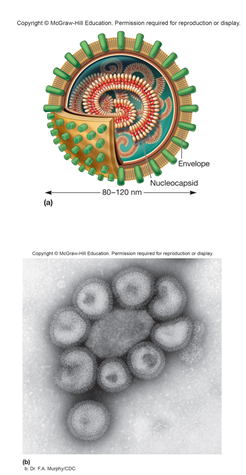 Copyright © McGraw-Hill Education. Permission required for reproduction or display.
Envelope
Nucleocapsid
80–120 nm
(a)
Copyright © McGraw-Hill Education. Permission required for reproduction or display.
(b)
b: Dr. F.A. Murphy/CDC